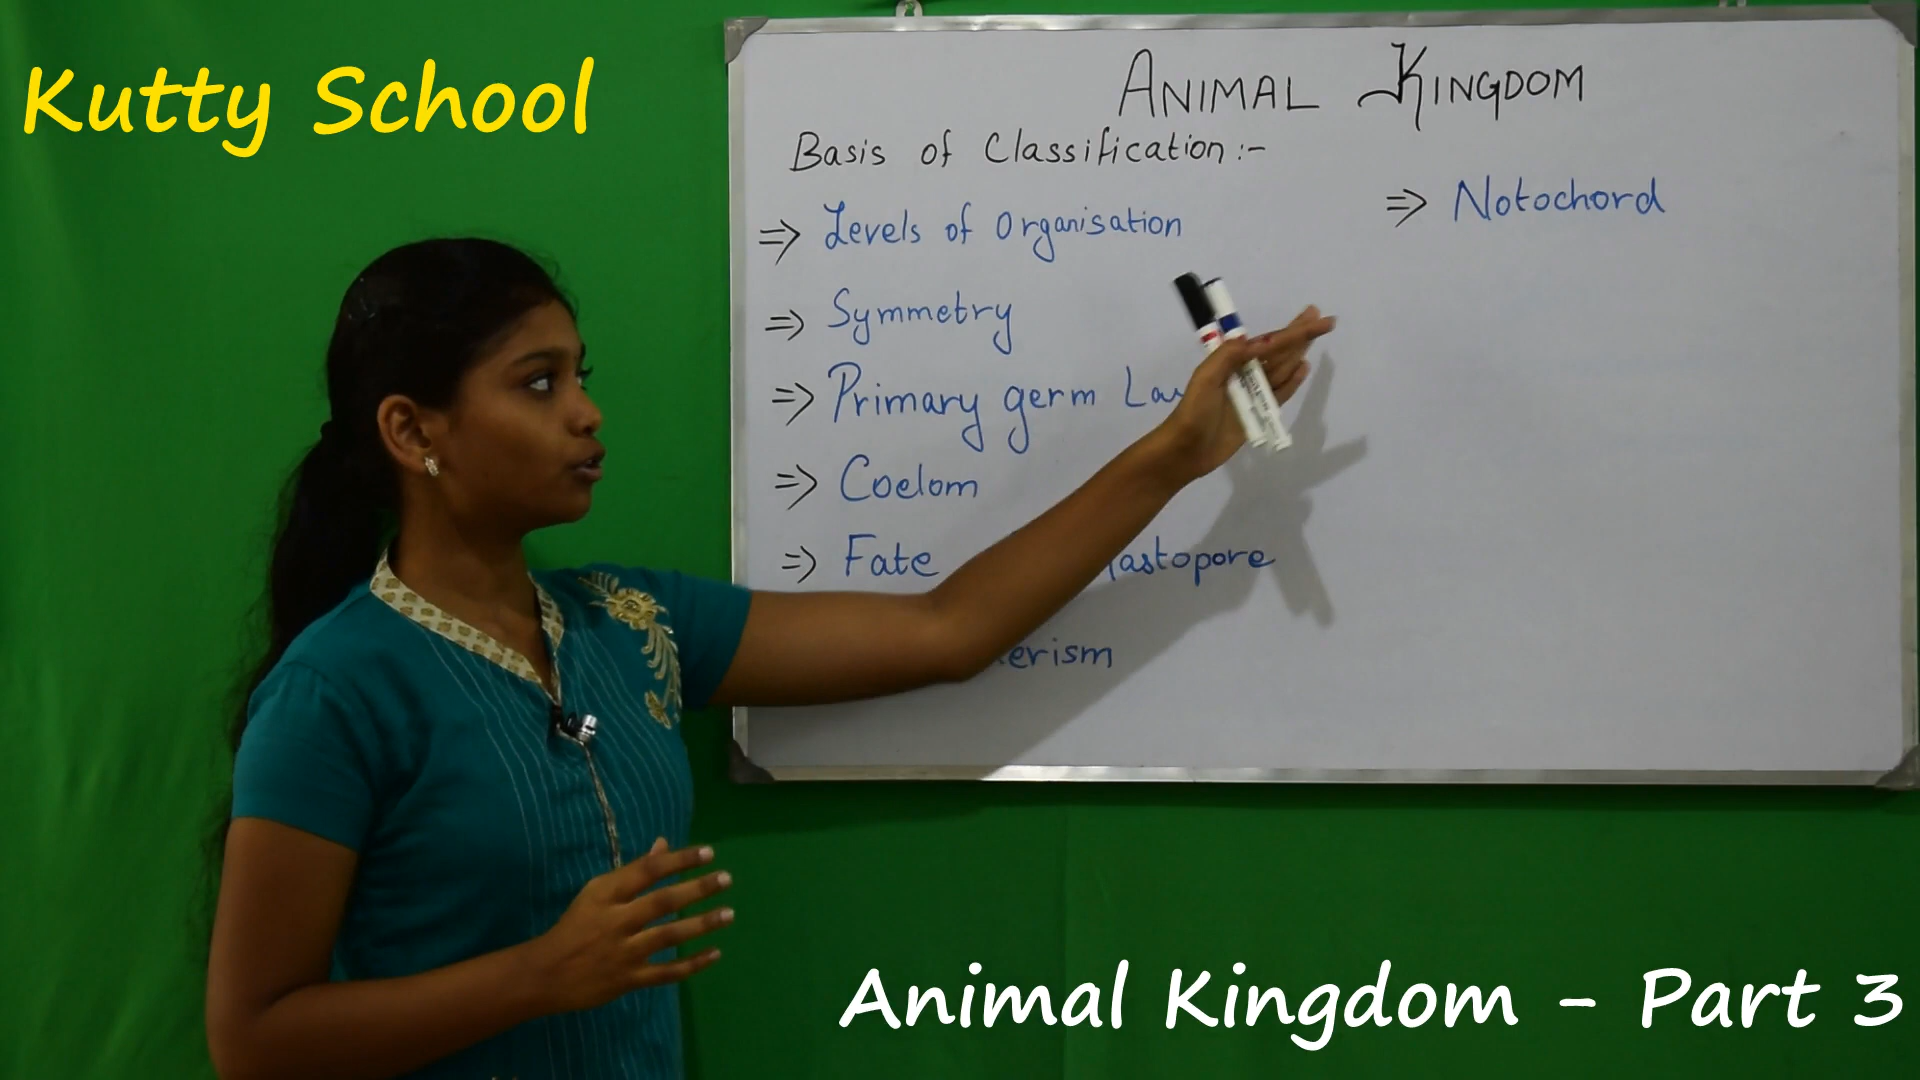 Kutty School
ANIMAL KINGDOM
Basis of Classification :-
⇒ Levels of Organisation
⇒ Symmetry
⇒ Primary germ
⇒ Coelom
⇒ Fate
⇒ Notochord
Animal Kingdom - Part 3